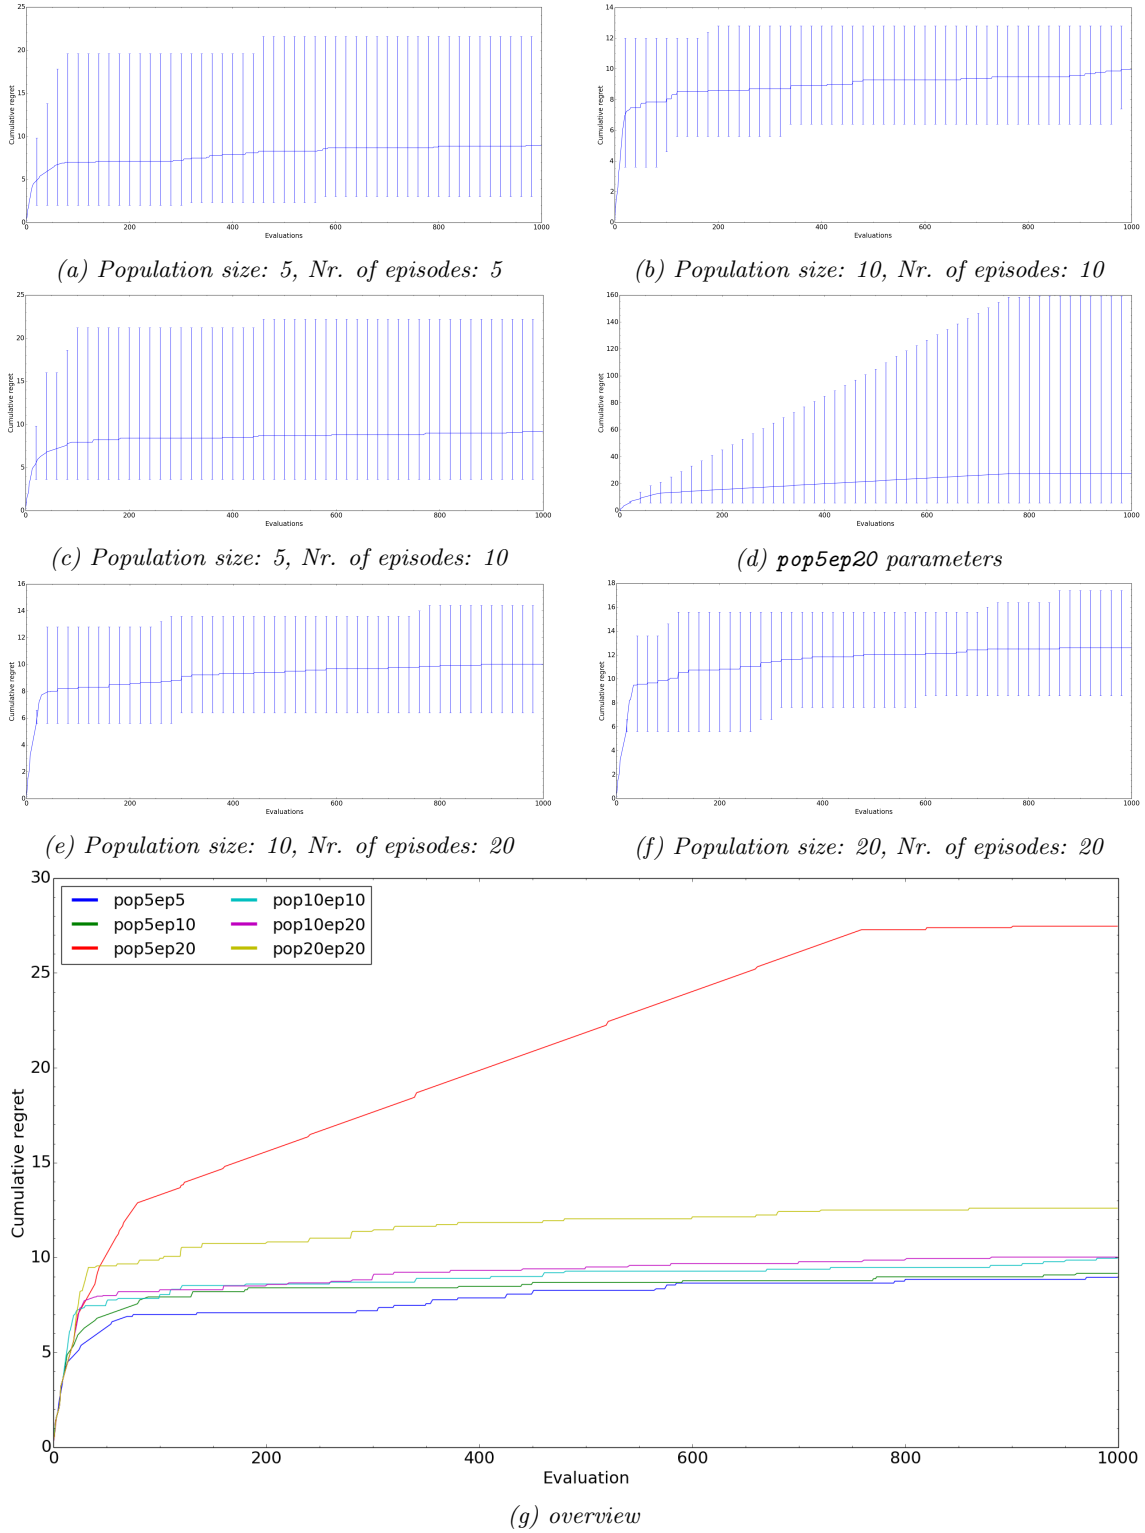 25
20
15
10
5
0
Cumulative regret
0 200 400 600 800 1000
Evaluations
(a) Population size: 5, Nr. of episodes: 5
14
12
10
8
6
4
2
0
Cumulative regret
0 200 400 600 800 1000
Evaluations
(b) Population size: 10, Nr. of episodes: 10
25
20
15
10
5
0
Cumulative regret
0 200 400 600 800 1000
Evaluations
(c) Population size: 5, Nr. of episodes: 10
160
140
120
100
80
60
40
20
0
Cumulative regret
0 200 400 600 800 1000
Evaluations
(d) pop5ep20 parameters
16
14
12
10
8
6
4
2
0
Cumulative regret
0 200 400 600 800 1000
Evaluations
(e) Population size: 10, Nr. of episodes: 20
18
16
14
12
10
8
6
4
2
0
Cumulative regret
0 200 400 600 800 1000
Evaluations
(f) Population size: 20, Nr. of episodes: 20
30
25
20
15
10
5
0
Cumulative regret
pop5ep5 pop10ep10
pop5ep10 pop10ep20
pop5ep20 pop20ep20
0 200 400 600 800 1000
Evaluation
(g) overview